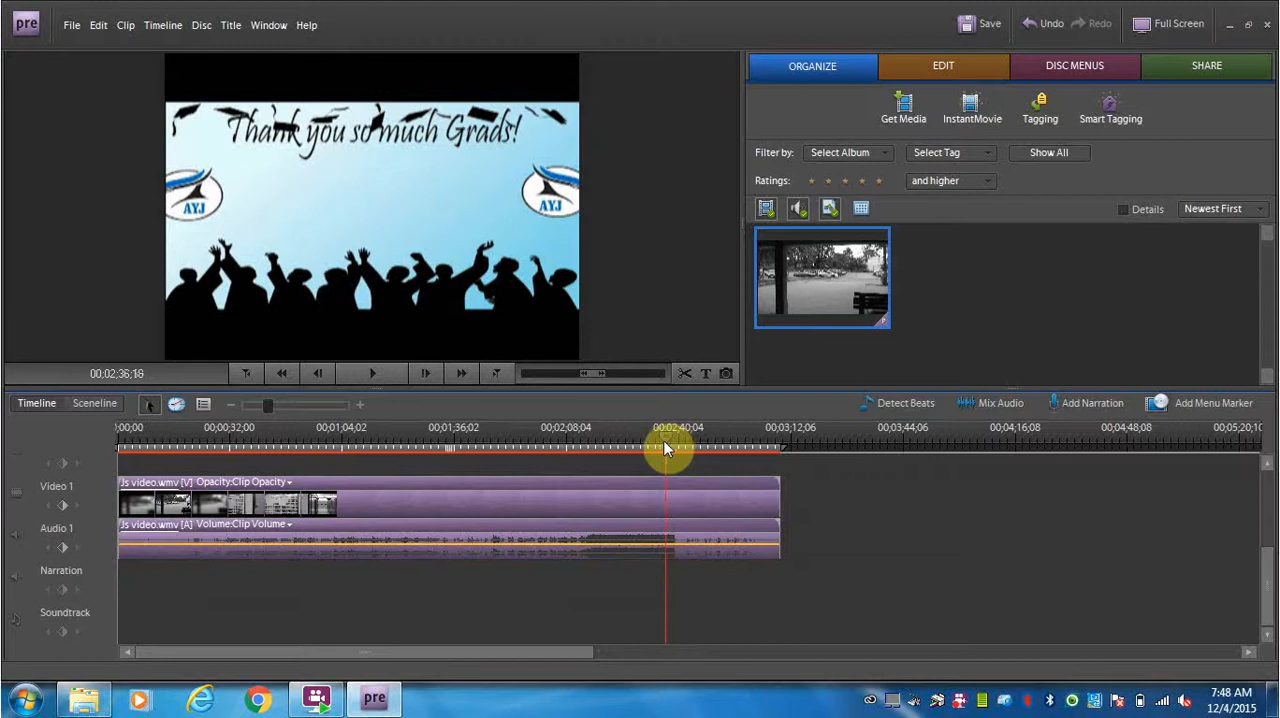 pre
File Edit Clip Timeline Disc Title Window Help
Save Undo Redo Full Screen
ORGANIZE EDIT DISC MENUS SHARE
Get Media InstantMovie Tagging Smart Tagging
Filter by: Select Album Select Tag Show All
Ratings: and higher
Details Newest First
Thank you so much Grads!
AYJ AYJ
00;02;36;18
T
Timeline Sceneline
Detect Beats Mix Audio Add Narration Add Menu Marker
00;00 00;00;32;00 00;01;04;02 00;01;36;02 00;02;08;04 00;02;40;04 00;03;12;06 00;03;44;06 00;04;16;08 00;04;48;08 00;05;20;10
Video 1
Js video.wmv [V] Opacity:Clip Opacity
Audio 1
Js video.wmv [A] Volume:Clip Volume
Narration
Soundtrack
pre
7:48 AM
12/4/2015